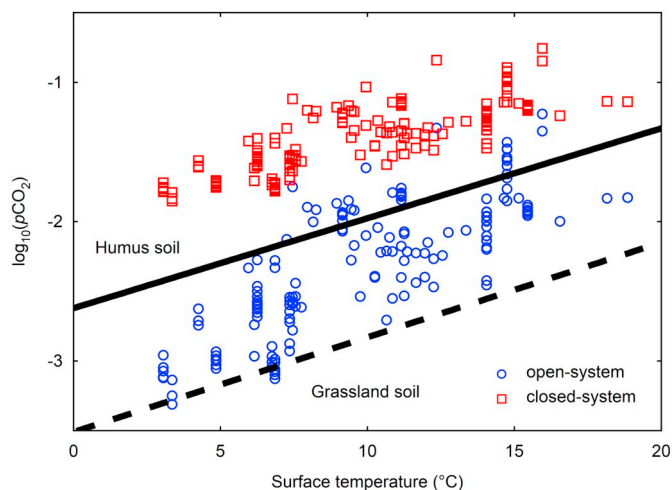 -1
-2
-3
log10(pCO2)
Humus soil
Grassland soil
open-system
closed-system
0 5 10 15 20
Surface temperature (°C)